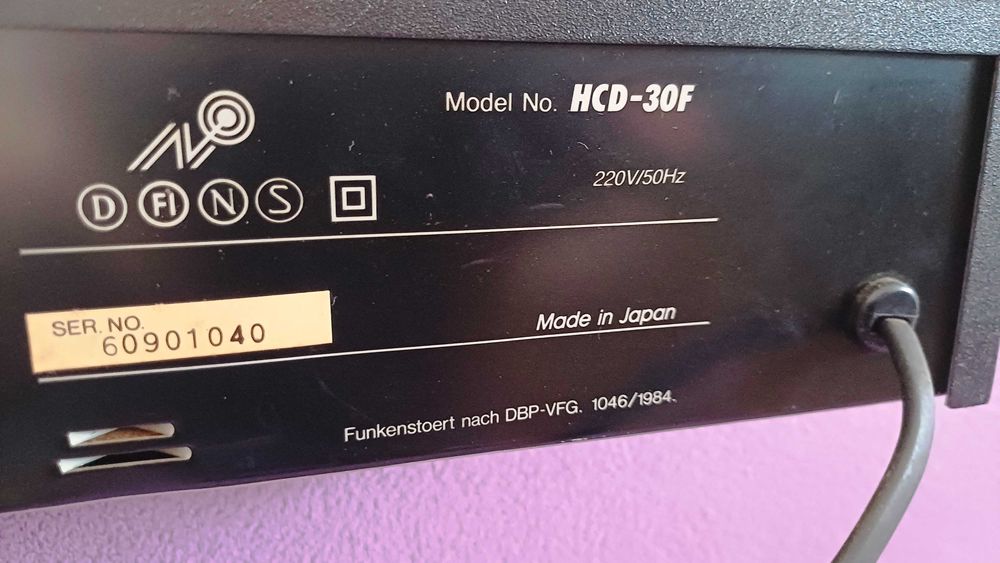 Model No. HCD-30F
220V/50Hz
D FI N S
SER. NO.
60901040
Made in Japan
Funkenstoert nach DBP-VFG. 1046/1984.